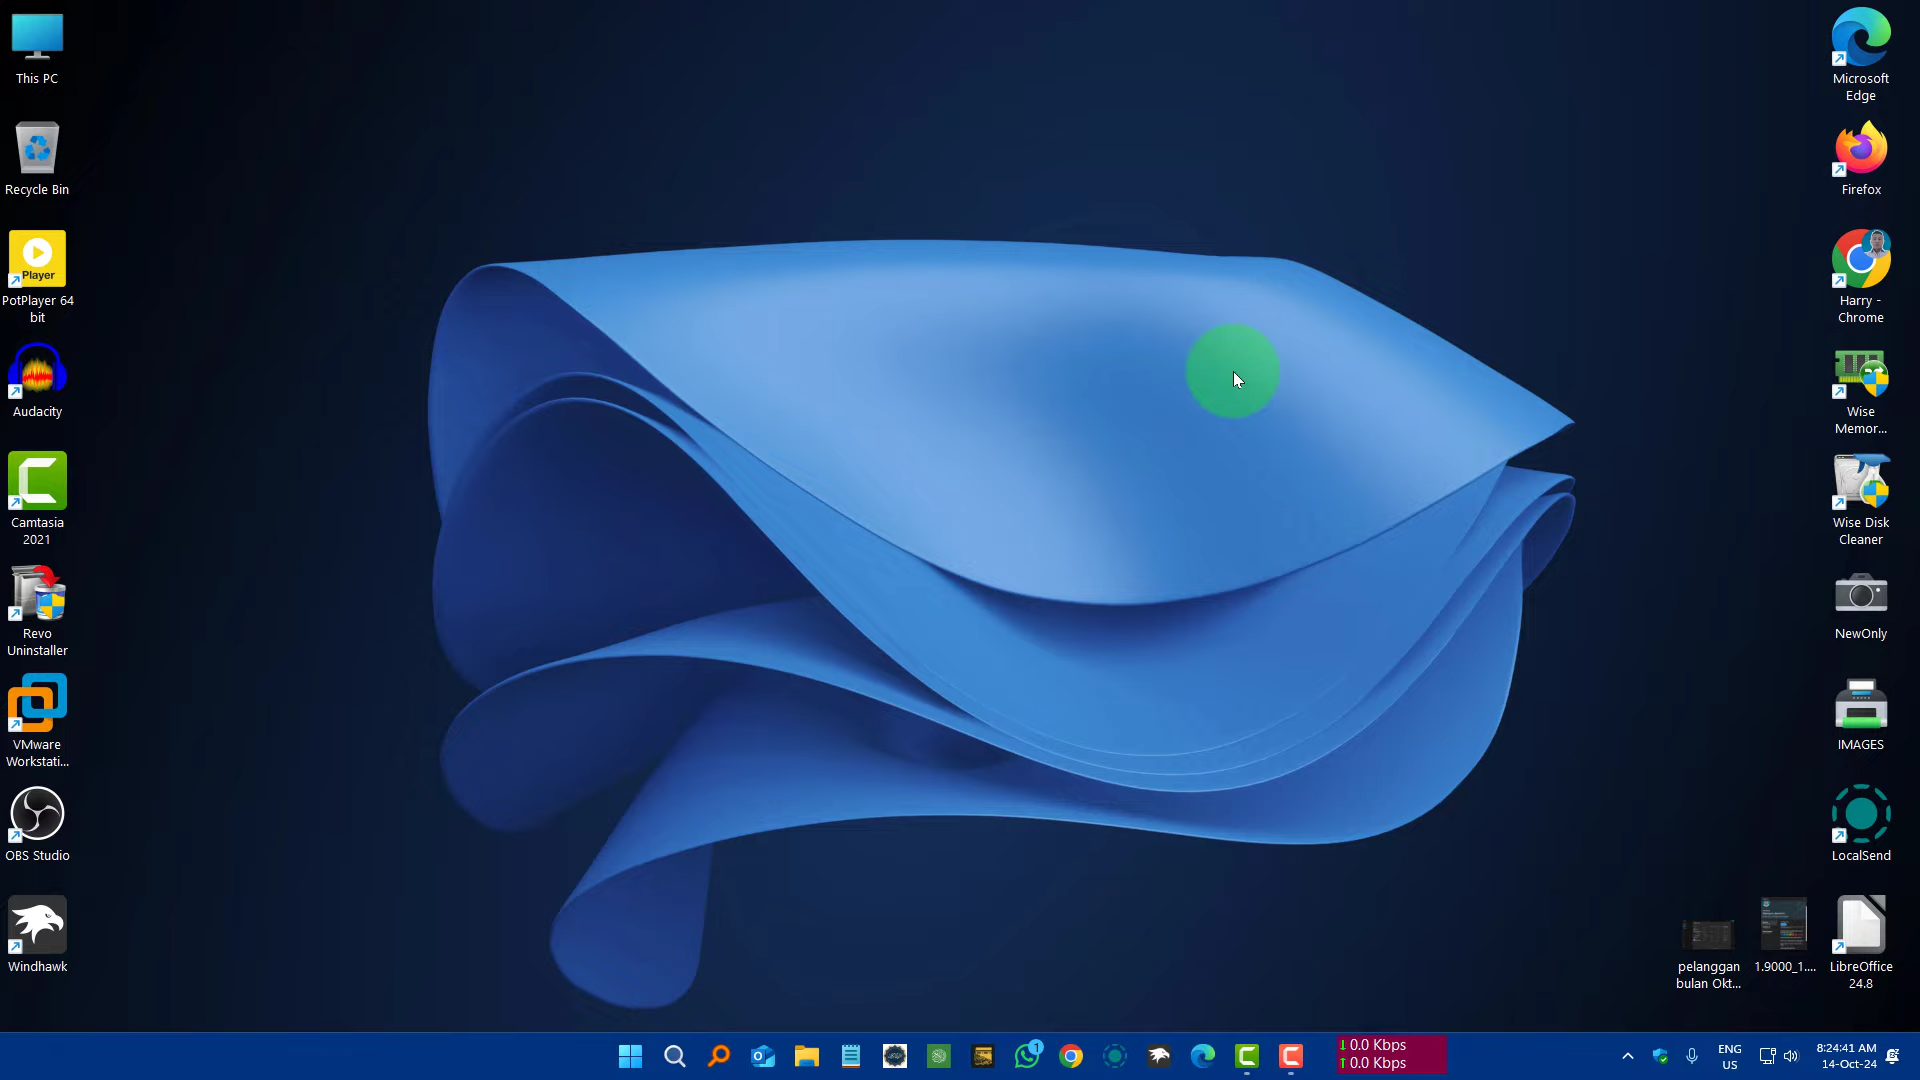 This PC
Recycle Bin
Player
PotPlayer 64
bit
Audacity
Camtasia
2021
Revo
Uninstaller
VMware
Workstati...
OBS Studio
Windhawk
Microsoft
Edge
Firefox
Harry -
Chrome
Wise
Memor...
Wise Disk
Cleaner
NewOnly
IMAGES
LocalSend
pelanggan
bulan Okt...
1.9000_1....
LibreOffice
24.8
1
0.0 Kbps
0.0 Kbps
ENG
US
8:24:41 AM
14-Oct-24